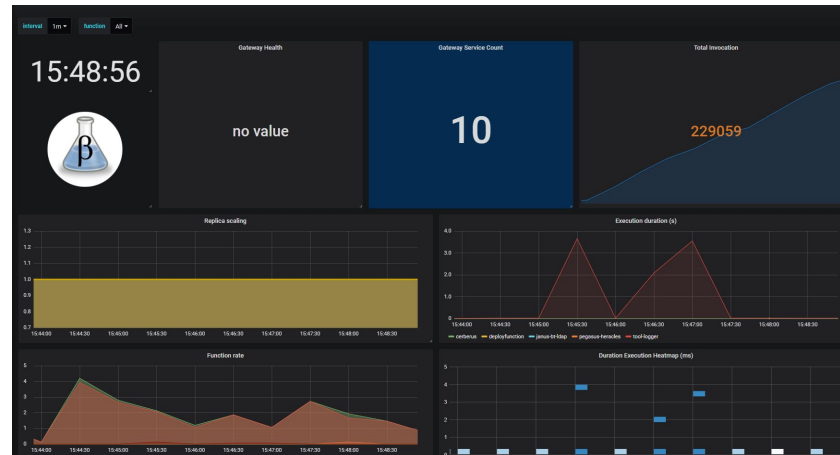 interval 1m function All
15:48:56
β
Gateway Health
no value
Gateway Service Count
10
Total Invocation
229059
Replica scaling
1.3
1.2
1.1
1.0
0.9
0.8
0.7
15:44:00 15:44:30 15:45:00 15:45:30 15:46:00 15:46:30 15:47:00 15:47:30 15:48:00 15:48:30
Execution duration (s)
4.0
3.0
2.0
1.0
0
15:44:00 15:44:30 15:45:00 15:45:30 15:46:00 15:46:30 15:47:00 15:47:30 15:48:00 15:48:30
cerberus deployfunction janus-bt-ldap pegasus-heracles tool-logger
Function rate
5
4
3
2
1
0
15:44:00 15:44:30 15:45:00 15:45:30 15:46:00 15:46:30 15:47:00 15:47:30 15:48:00 15:48:30
Duration Execution Heatmap (ms)
5
4
3
2
1